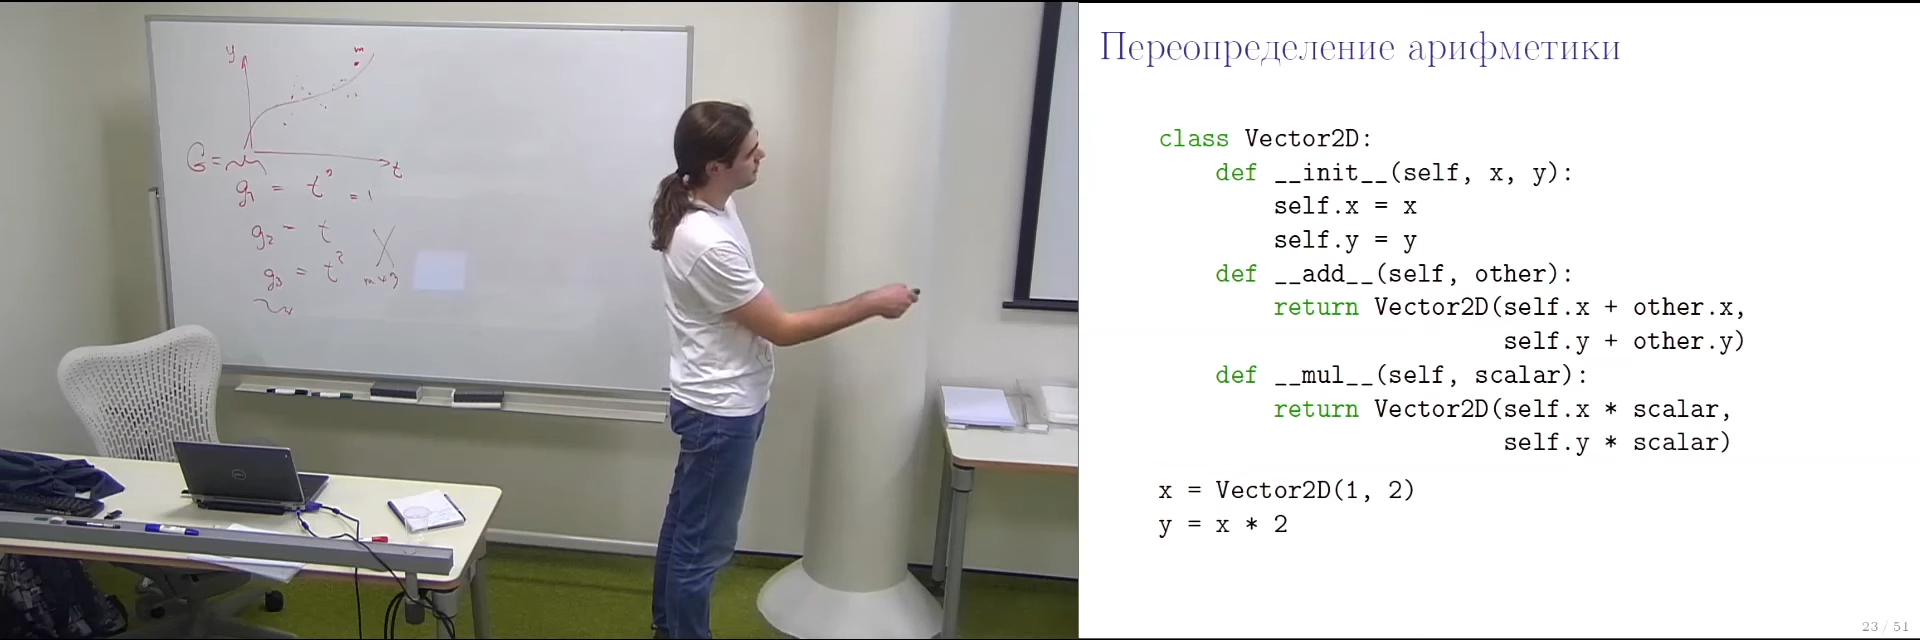 y
m
t
G =
g1 = t° = 1
g2 = t
g3 = t²
m × 3
Переопределение арифметики
class Vector2D:
def __init__(self, x, y):
self.x = x
self.y = y
def __add__(self, other):
return Vector2D(self.x + other.x,
self.y + other.y)
def __mul__(self, scalar):
return Vector2D(self.x * scalar,
self.y * scalar)
x = Vector2D(1, 2)
y = x * 2
23 / 51